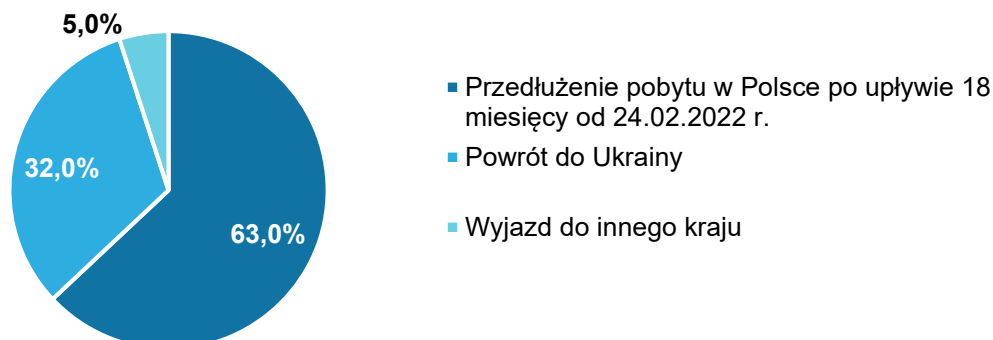 5,0%
32,0%
63,0%
Przedłużenie pobytu w Polsce po upływie 18
miesięcy od 24.02.2022 r.
Powrót do Ukrainy
Wyjazd do innego kraju